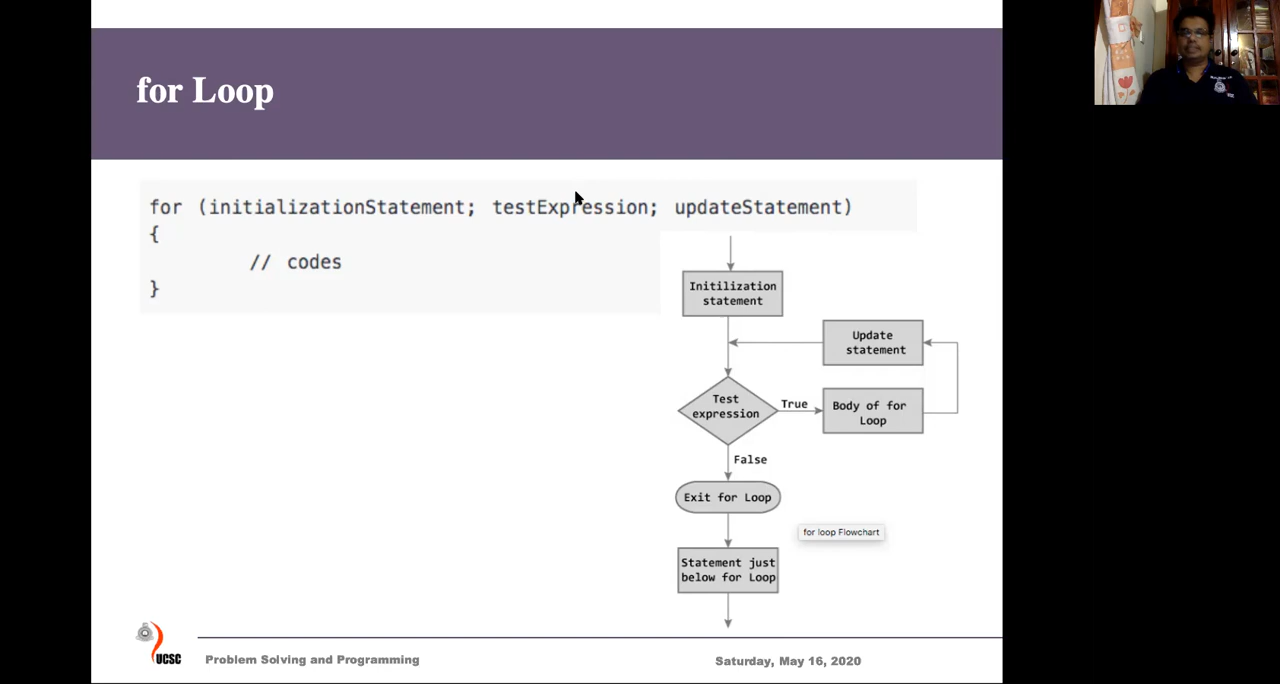 for Loop
for (initializationStatement; testExpression; updateStatement)
{
// codes
}
Initilization
statement
Update
statement
Test
expression
True
Body of for
Loop
False
Exit for Loop
for loop Flowchart
Statement just
below for Loop
UCSC
Problem Solving and Programming
Saturday, May 16, 2020